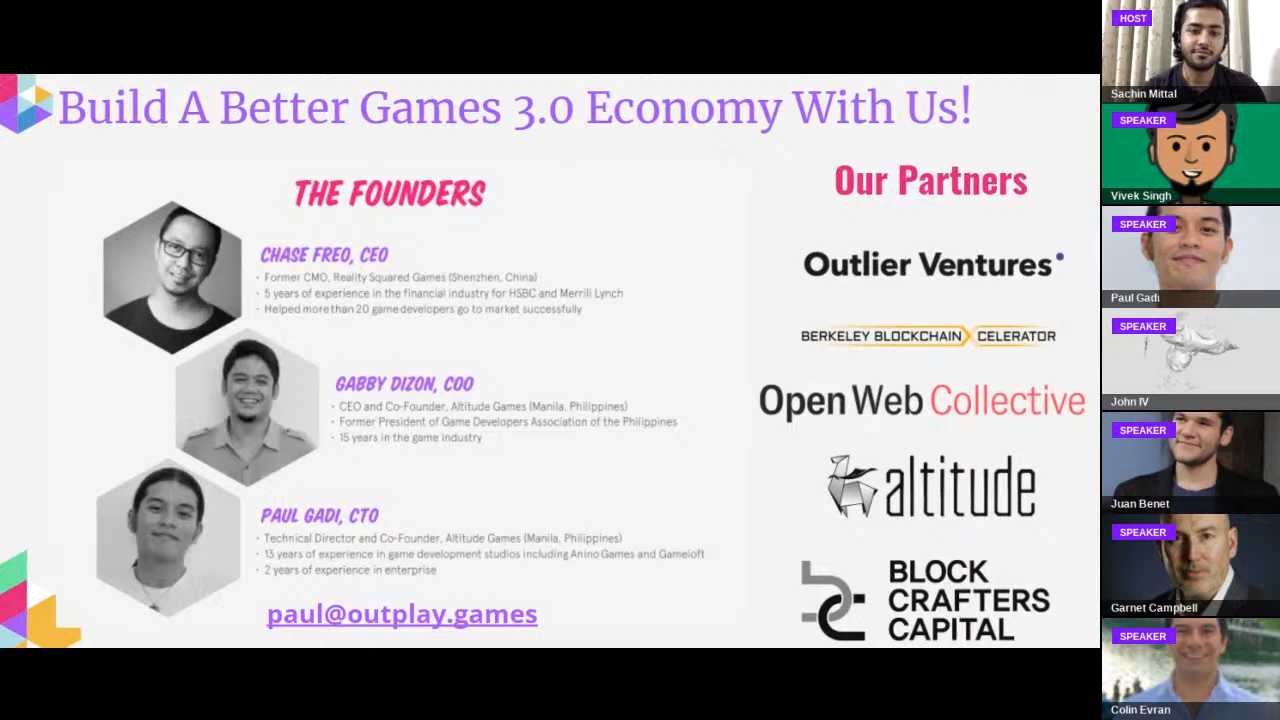 Build A Better Games 3.0 Economy With Us!
THE FOUNDERS
CHASE FREO, CEO
· Former CMO, Reality Squared Games (Shenzhen, China)
· 5 years of experience in the financial industry for HSBC and Merrili Lynch
· Helped more than 20 game developers go to market successfully
GABBY DIZON, COO
· CEO and Co-Founder, Altitude Games (Manila, Philippines)
· Former President of Game Developers Association of the Philippines
· 15 years in the game industry
PAUL GADI, CTO
· Technical Director and Co-Founder, Altitude Games (Manila, Philippines)
· 13 years of experience in game development studios including Anino Games and Gameloft
· 2 years of experience in enterprise
paul@outplay.games
Our Partners
Outlier Ventures
BERKELEY BLOCKCHAIN XCELERATOR
Open Web Collective
altitude
BLOCK
CRAFTERS
CAPITAL
HOST
Sachin Mittal
SPEAKER
Vivek Singh
SPEAKER
Paul Gadi
SPEAKER
John IV
SPEAKER
Juan Benet
SPEAKER
Garnet Campbell
SPEAKER
Colin Evran